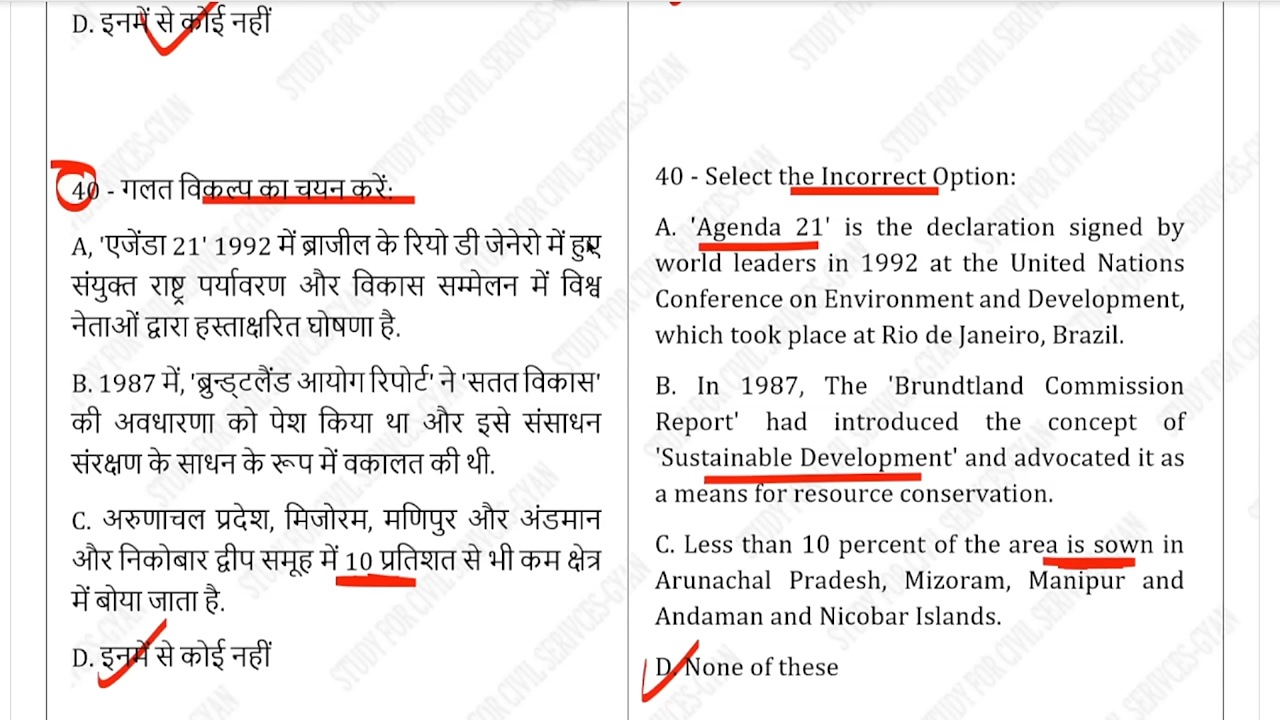 D. इनमें से कोई नहीं
40 - गलत विकल्प का चयन करें:
A, 'एजेंडा 21' 1992 में ब्राजील के रियो डी जेनेरो में हुए
संयुक्त राष्ट्र पर्यावरण और विकास सम्मेलन में विश्व
नेताओं द्वारा हस्ताक्षरित घोषणा है.
B. 1987 में, 'ब्रुन्ड्टलैंड आयोग रिपोर्ट' ने 'सतत विकास'
की अवधारणा को पेश किया था और इसे संसाधन
संरक्षण के साधन के रूप में वकालत की थी.
C. अरुणाचल प्रदेश, मिजोरम, मणिपुर और अंडमान
और निकोबार द्वीप समूह में 10 प्रतिशत से भी कम क्षेत्र
में बोया जाता है.
D. इनमें से कोई नहीं
40 - Select the Incorrect Option:
A. 'Agenda 21' is the declaration signed by
world leaders in 1992 at the United Nations
Conference on Environment and Development,
which took place at Rio de Janeiro, Brazil.
B. In 1987, The 'Brundtland Commission
Report' had introduced the concept of
'Sustainable Development' and advocated it as
a means for resource conservation.
C. Less than 10 percent of the area is sown in
Arunachal Pradesh, Mizoram, Manipur and
Andaman and Nicobar Islands.
D. None of these
STUDY FOR CIVIL SERIVCES-GYAN